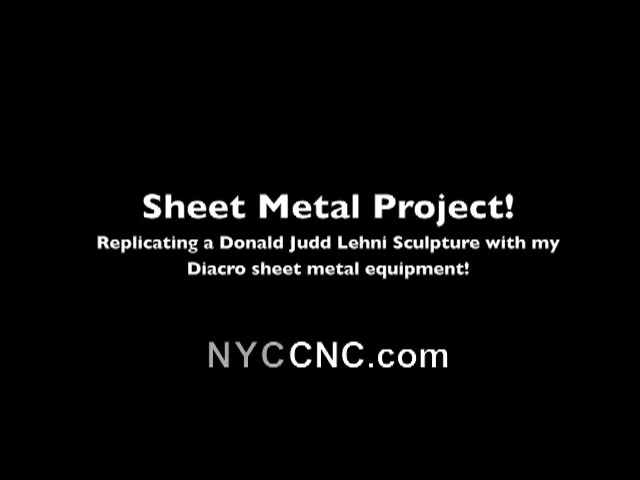 Sheet Metal Project!
Replicating a Donald Judd Lehni Sculpture with my
Diacro sheet metal equipment!
NYCCNC.com